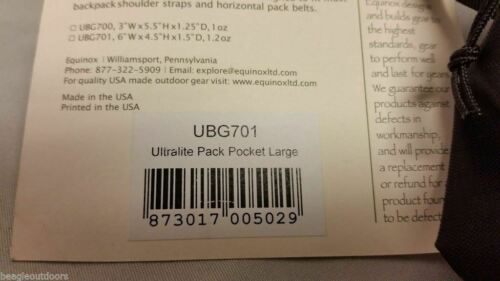 backpack shoulder straps and horizontal pack belts.
□ UBG700, 3"W x 5.5"H x 1.25"D, 1oz
□ UBG701, 6"W x 4.5"H x 1.5"D, 1.2oz
Equinox | Williamsport, Pennsylvania
Phone: 877-322-5909 | Email: explore@equinoxltd.com
For quality USA made outdoor gear visit: www.equinoxltd.com
Made in the USA
Printed in the USA
UBG701
Ultralite Pack Pocket Large
873017 005029
Equinox designs
and builds gear to
the highest
standards, gear
to perform well
and last for years.
We guarantee our
products against
defects in
workmanship,
and will provide
a replacement
or refund for a
product foun
to be defect
beagleoutdoors